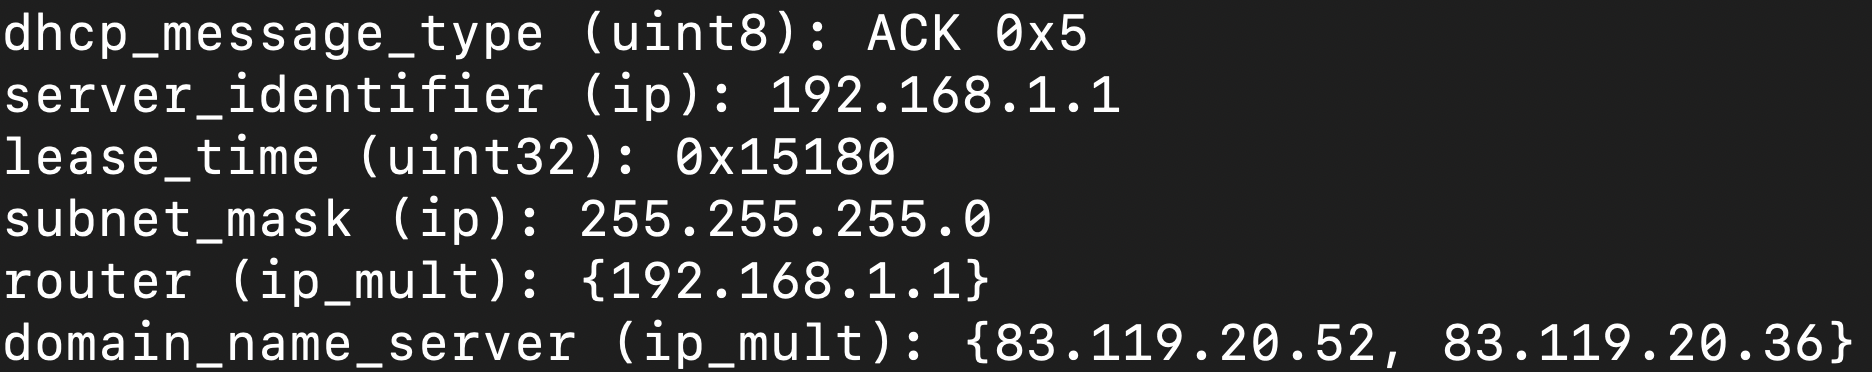 dhcp_message_type (uint8): ACK 0x5
server_identifier (ip): 192.168.1.1
lease_time (uint32): 0x15180
subnet_mask (ip): 255.255.255.0
router (ip_mult): {192.168.1.1}
domain_name_server (ip_mult): {83.119.20.52, 83.119.20.36}